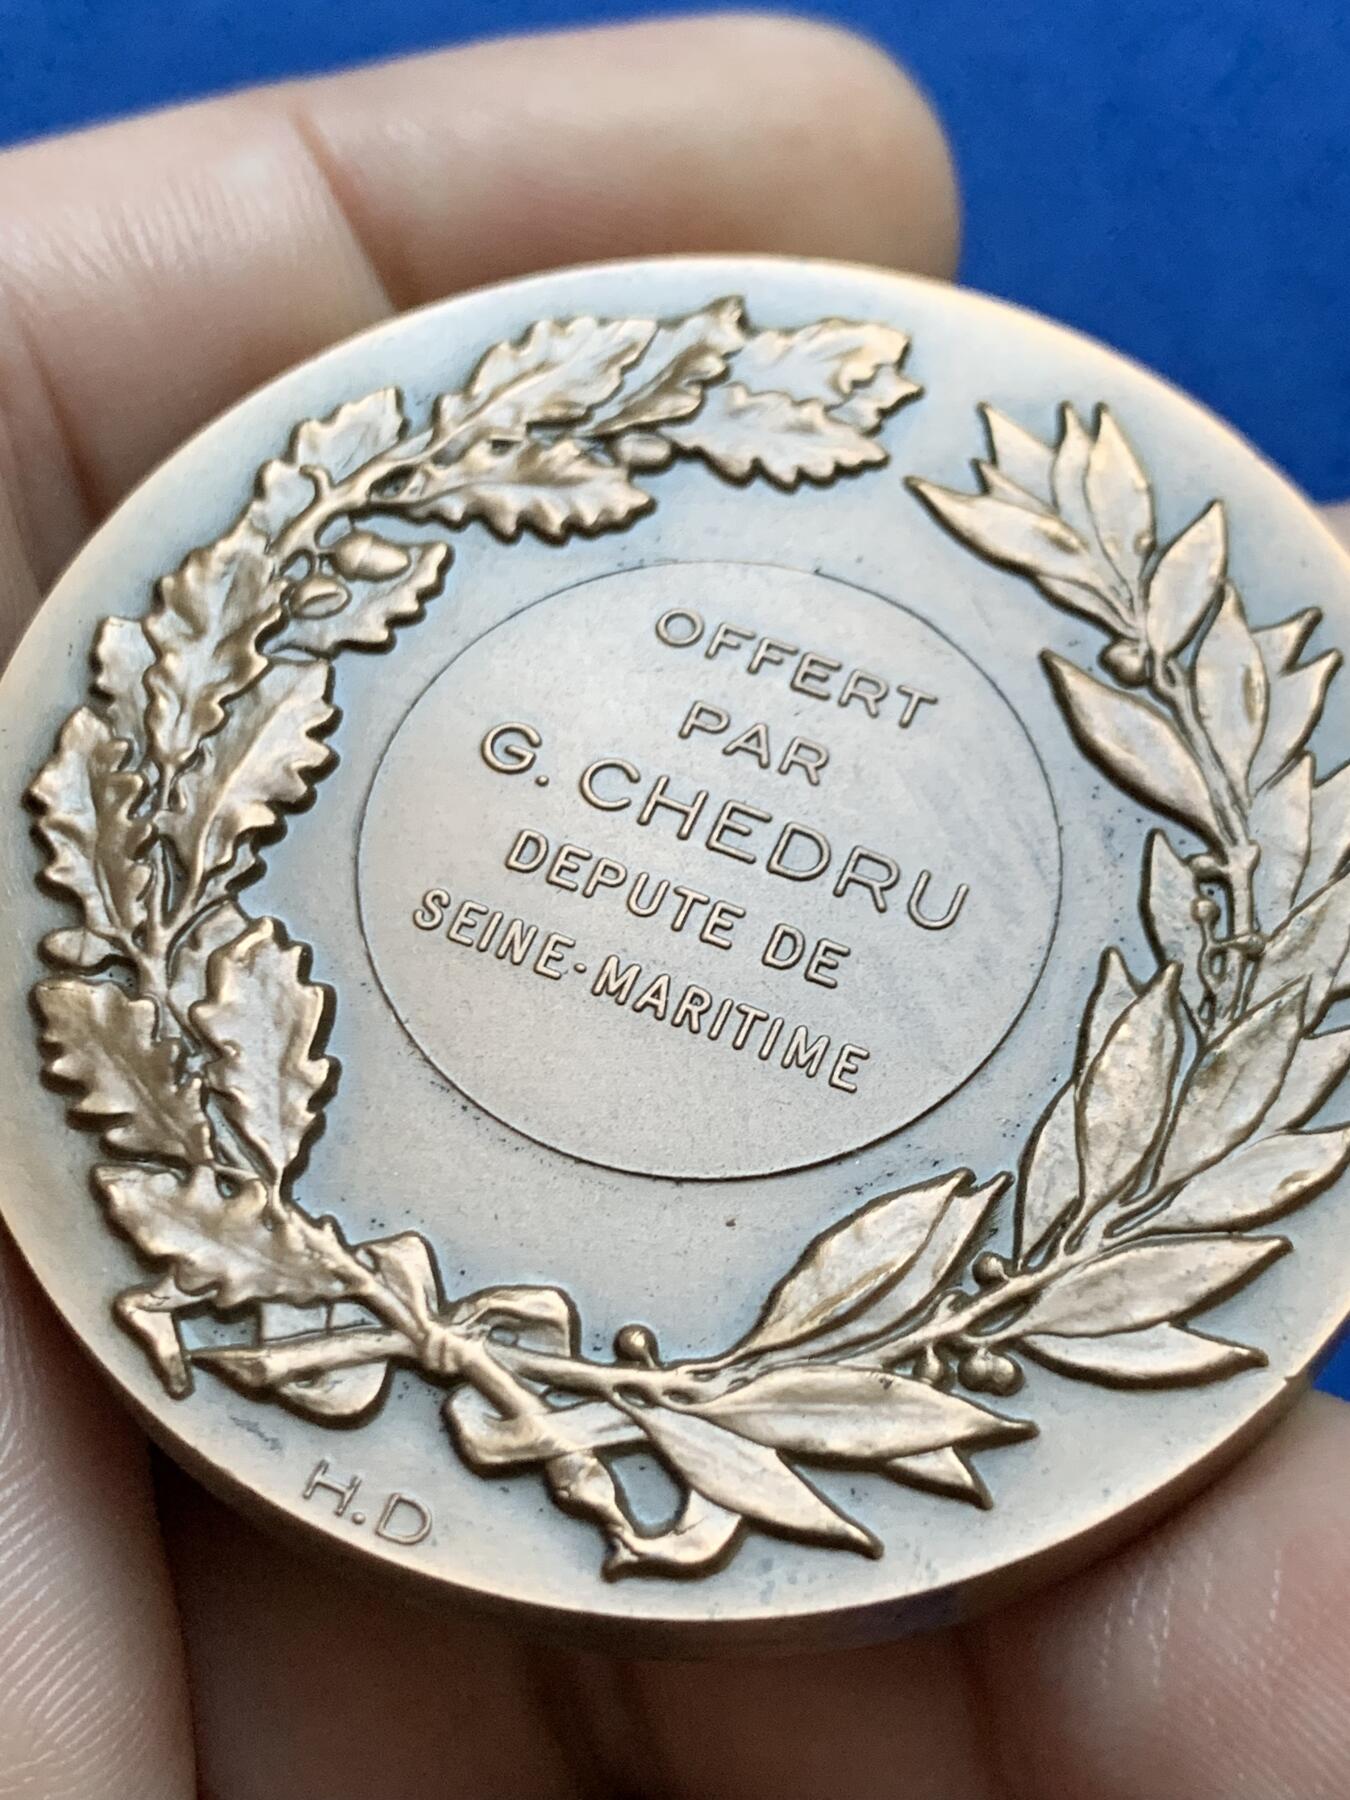 OFFERT
PAR
G. CHEDRU
DEPUTE DE
SEINE-MARITIME
H.D